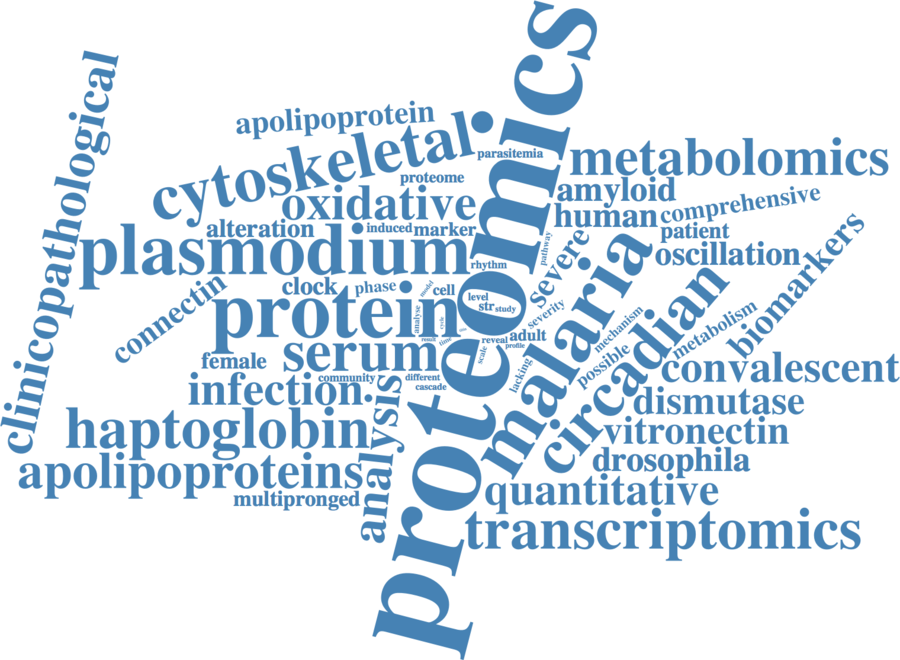 proteomics
clinicopathological
apolipoprotein
cytoskeletal
parasitemia
metabolomics
proteome
amyloid
oxidative
human
comprehensive
alteration
induced
marker
patient
plasmodium
pathway
severe
oscillation
rhythm
biomarkers
connectin
clock
phase
model
cell
protein
level
str
study
severity
malaria
circadian
analyse
cycle
mechanism
metabolism
serum
result
time
reveal
adult
profile
scale
female
possible
lacking
convalescent
community
different
cascade
infection
analysis
dismutase
haptoglobin
vitronectin
drosophila
apolipoproteins
multipronged
quantitative
transcriptomics